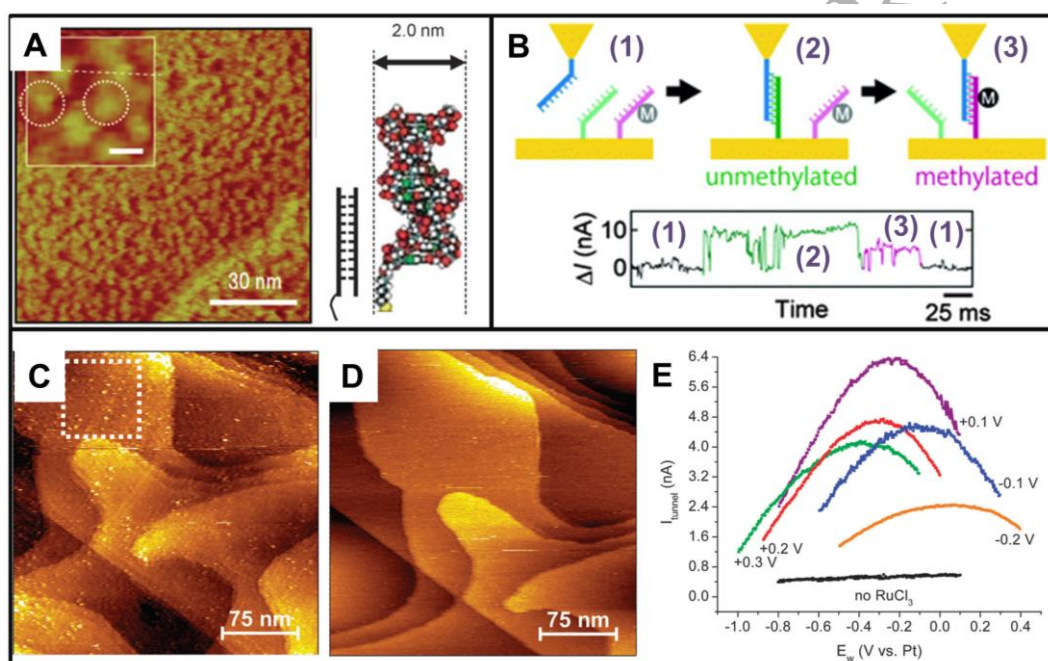 A
2.0 nm
30 nm
B
(1)
(2)
(3)
M
M
M
unmethylated
methylated
ΔI (nA)
10
0
(1)
(2)
(3)
(1)
Time
25 ms
C
75 nm
D
75 nm
E
6.4
5.6
4.8
4.0
3.2
2.4
1.6
0.8
0.0
I tunnel (nA)
+0.1 V
-0.1 V
-0.2 V
+0.2 V
+0.3 V
no RuCl3
-1.0 -0.8 -0.6 -0.4 -0.2 0.0 0.2 0.4
Ew (V vs. Pt)